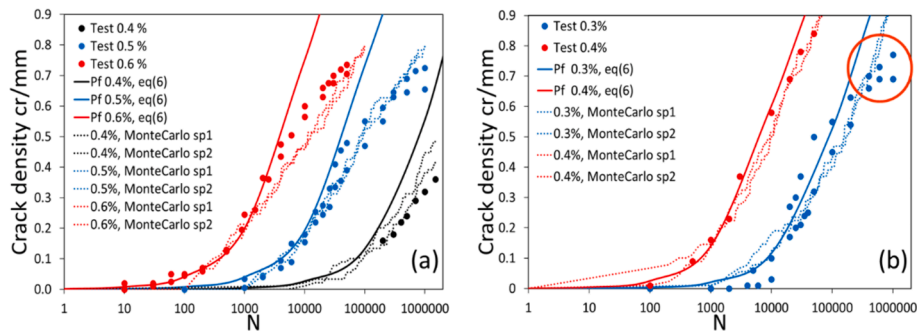 Crack density cr/mm
0.9
0.8
0.7
0.6
0.5
0.4
0.3
0.2
0.1
0
Test 0.4 %
Test 0.5 %
Test 0.6 %
Pf 0.4%, eq(6)
Pf 0.5%, eq(6)
Pf 0.6%, eq(6)
0.4%, MonteCarlo sp1
0.4%, MonteCarlo sp2
0.5%, MonteCarlo sp1
0.5%, MonteCarlo sp2
0.6%, MonteCarlo sp1
0.6%, MonteCarlo sp2
(a)
1 10 100 1000 10000 100000 1000000
N
Crack density cr/mm
0.9
0.8
0.7
0.6
0.5
0.4
0.3
0.2
0.1
0
Test 0.3%
Test 0.4%
Pf 0.3%, eq(6)
Pf 0.4%, eq(6)
0.3%, MonteCarlo sp1
0.3%, MonteCarlo sp2
0.4%, MonteCarlo sp1
0.4%, MonteCarlo sp2
(b)
1 10 100 1000 10000 100000 1000000
N